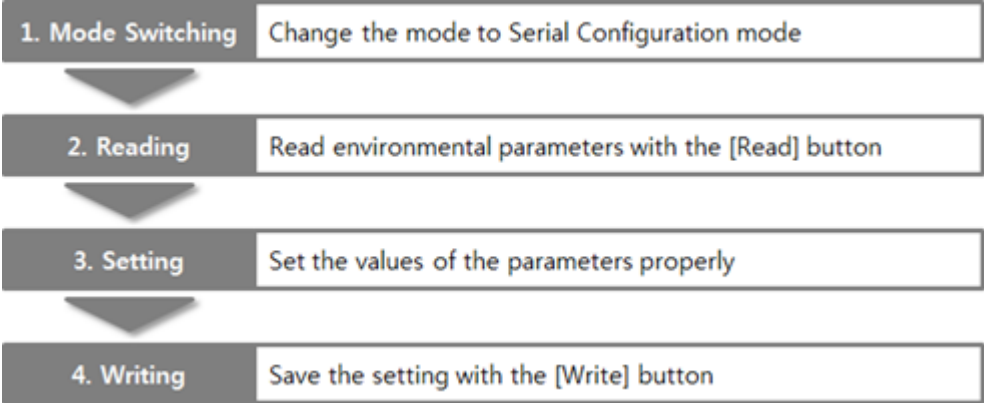 1. Mode Switching Change the mode to Serial Configuration mode
2. Reading Read environmental parameters with the [Read] button
3. Setting Set the values of the parameters properly
4. Writing Save the setting with the [Write] button